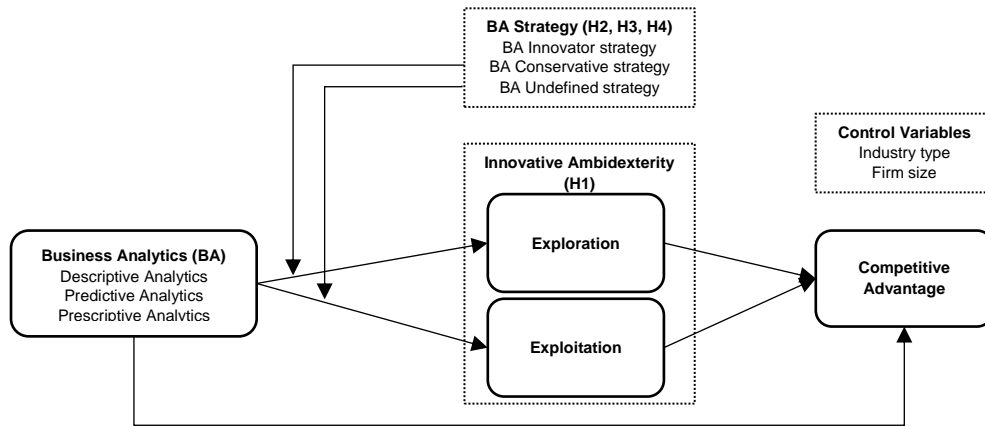 BA Strategy (H2, H3, H4)
BA Innovator strategy
BA Conservative strategy
BA Undefined strategy
Control Variables
Industry type
Firm size
Innovative Ambidexterity
(H1)
Exploration
Business Analytics (BA)
Descriptive Analytics
Predictive Analytics
Prescriptive Analytics
Competitive
Advantage
Exploitation